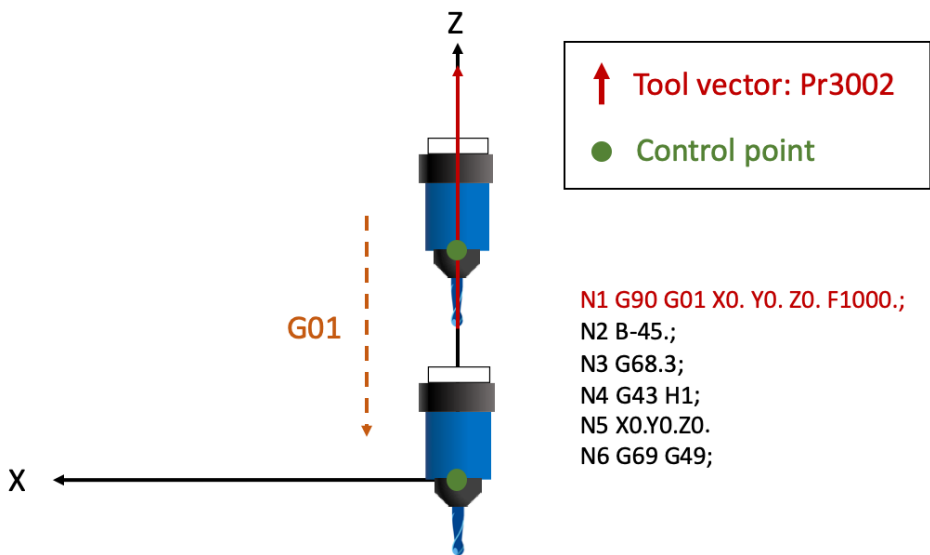 Z
Tool vector: Pr3002
Control point
G01
N1 G90 G01 X0. Y0. Z0. F1000.;
N2 B-45.;
N3 G68.3;
N4 G43 H1;
N5 X0.Y0.Z0.
N6 G69 G49;
X